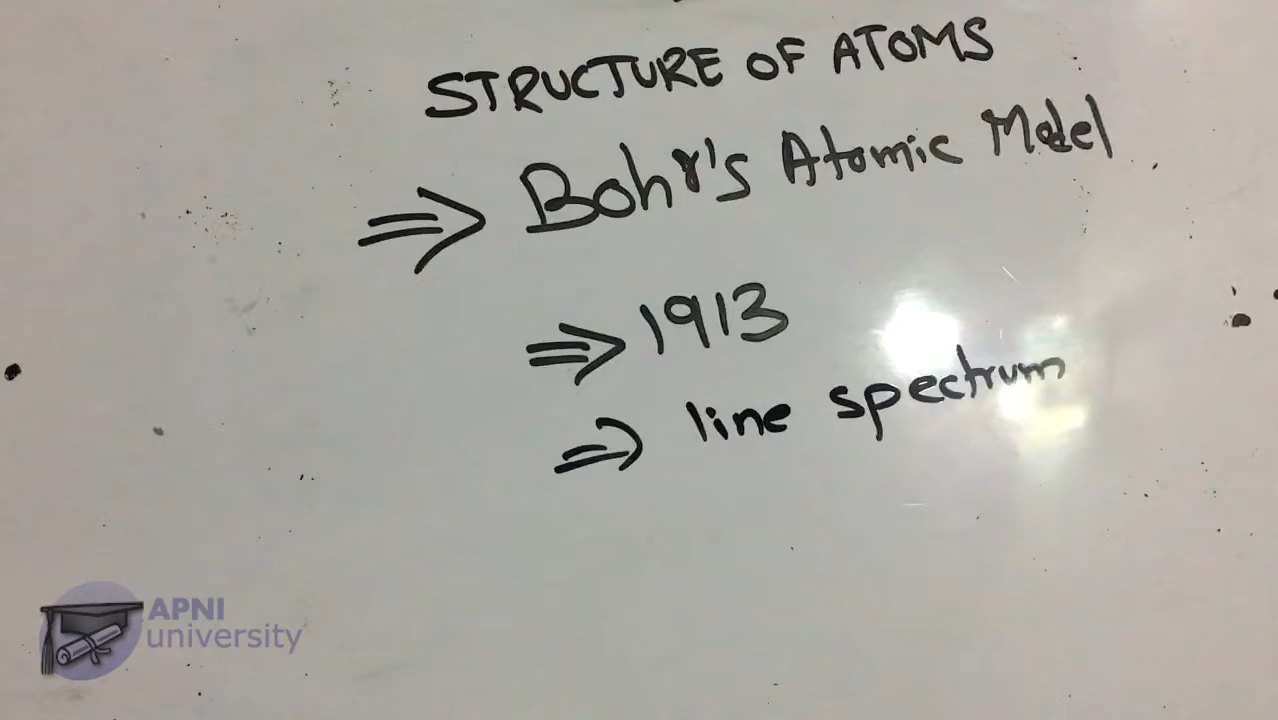 STRUCTURE OF ATOMS
⇒ Bohr's Atomic Model
⇒ 1913
⇒ line spectrum
APNI
university